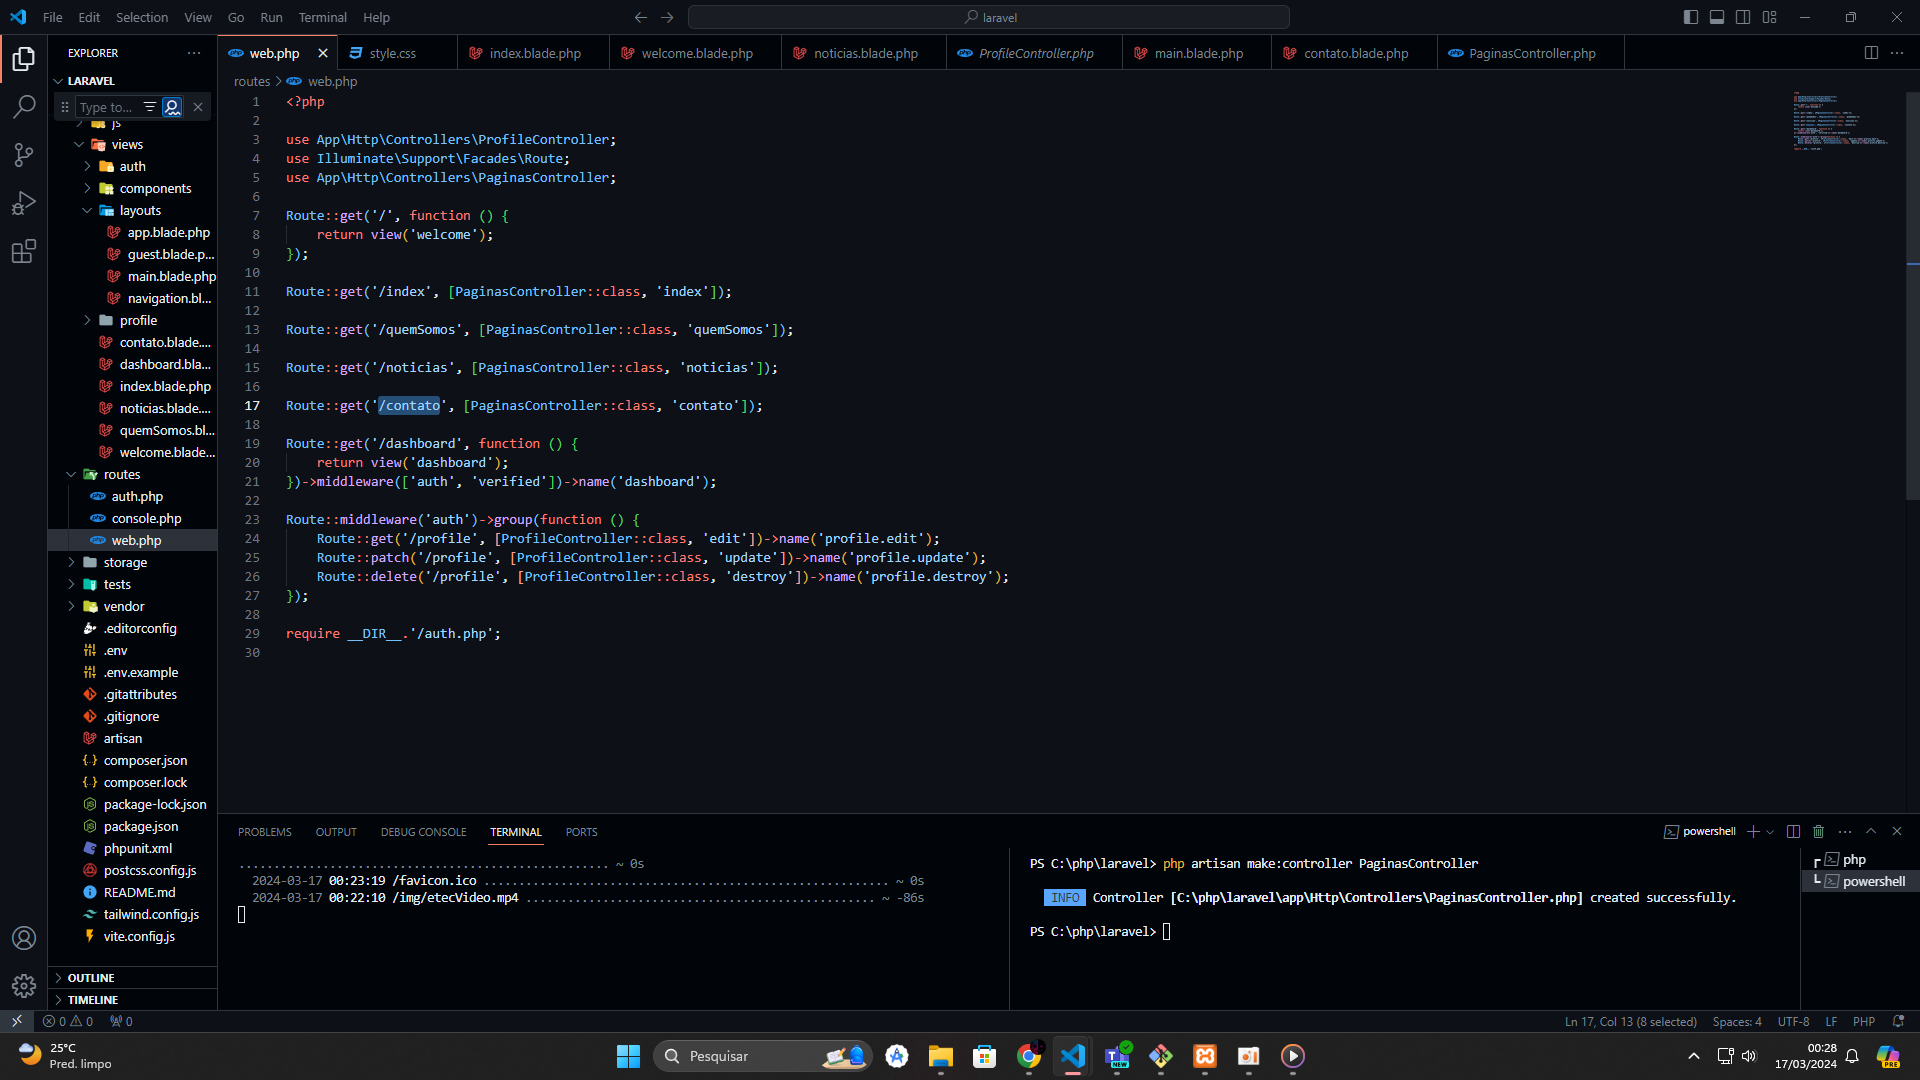 File Edit Selection View Go Run Terminal Help
laravel
EXPLORER
web.php
style.css
index.blade.php
welcome.blade.php
noticias.blade.php
ProfileController.php
main.blade.php
contato.blade.php
PaginasController.php
LARAVEL
Type to...
js
views
auth
components
layouts
app.blade.php
guest.blade.p...
main.blade.php
navigation.bl...
profile
contato.blade....
dashboard.bla...
index.blade.php
noticias.blade....
quemSomos.bl...
welcome.blade...
routes
auth.php
console.php
web.php
storage
tests
vendor
.editorconfig
.env
.env.example
.gitattributes
.gitignore
artisan
composer.json
composer.lock
package-lock.json
package.json
phpunit.xml
postcss.config.js
README.md
tailwind.config.js
vite.config.js
OUTLINE
TIMELINE
routes > web.php
1 <?php
2
3 use App\Http\Controllers\ProfileController;
4 use Illuminate\Support\Facades\Route;
5 use App\Http\Controllers\PaginasController;
6
7 Route::get('/', function () {
8     return view('welcome');
9 });
10
11 Route::get('/index', [PaginasController::class, 'index']);
12
13 Route::get('/quemSomos', [PaginasController::class, 'quemSomos']);
14
15 Route::get('/noticias', [PaginasController::class, 'noticias']);
16
17 Route::get('/contato', [PaginasController::class, 'contato']);
18
19 Route::get('/dashboard', function () {
20     return view('dashboard');
21 })->middleware(['auth', 'verified'])->name('dashboard');
22
23 Route::middleware('auth')->group(function () {
24     Route::get('/profile', [ProfileController::class, 'edit'])->name('profile.edit');
25     Route::patch('/profile', [ProfileController::class, 'update'])->name('profile.update');
26     Route::delete('/profile', [ProfileController::class, 'destroy'])->name('profile.destroy');
27 });
28
29 require __DIR__.'/auth.php';
30
PROBLEMS OUTPUT DEBUG CONSOLE TERMINAL PORTS
powershell
................................................ ~ 0s
2024-03-17 00:23:19 /favicon.ico ..................................................... ~ 0s
2024-03-17 00:22:10 /img/etecVideo.mp4 .............................................. ~ -86s
PS C:\php\laravel> php artisan make:controller PaginasController
INFO Controller [C:\php\laravel\app\Http\Controllers\PaginasController.php] created successfully.
PS C:\php\laravel>
php
powershell
0 0 0
Ln 17, Col 13 (8 selected) Spaces: 4 UTF-8 LF PHP
25°C
Pred. limpo
Pesquisar
NEW
00:28
17/03/2024
PRE